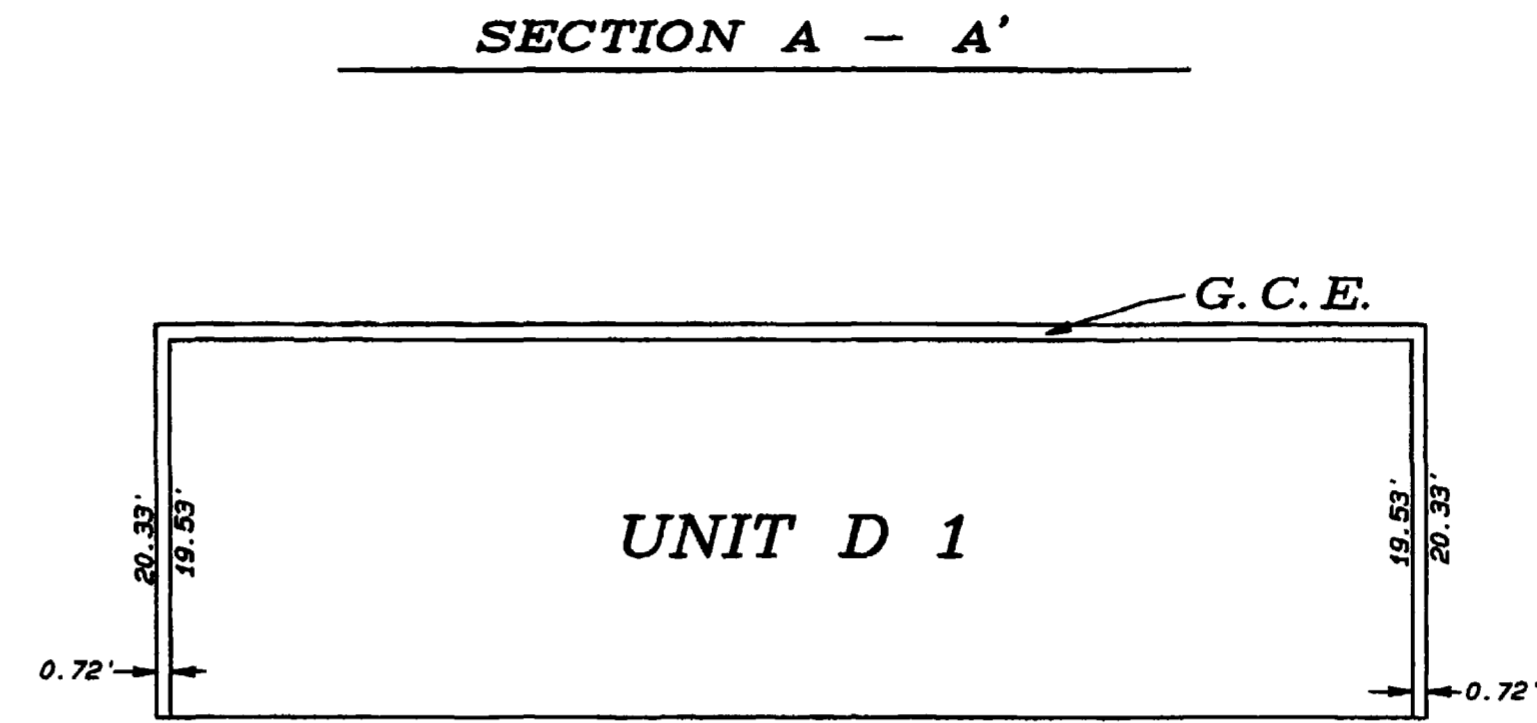 SECTION A - A'
G. C. E.
20.33'
19.53'
UNIT D 1
19.53'
20.33'
0.72'
0.72'